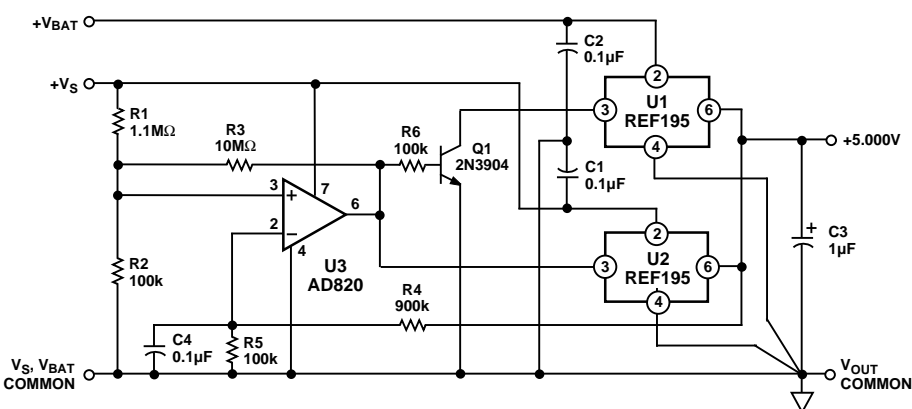 +VBAT
C2
0.1µF
2
U1
REF195
3
6
4
+VS
R1
1.1MΩ
R3
10MΩ
R6
100k
Q1
2N3904
+5.000V
C1
0.1µF
3
+
7
2
−
6
4
U3
AD820
2
U2
REF195
3
6
4
+
C3
1µF
R2
100k
R4
900k
C4
0.1µF
R5
100k
VS, VBAT
COMMON
VOUT
COMMON